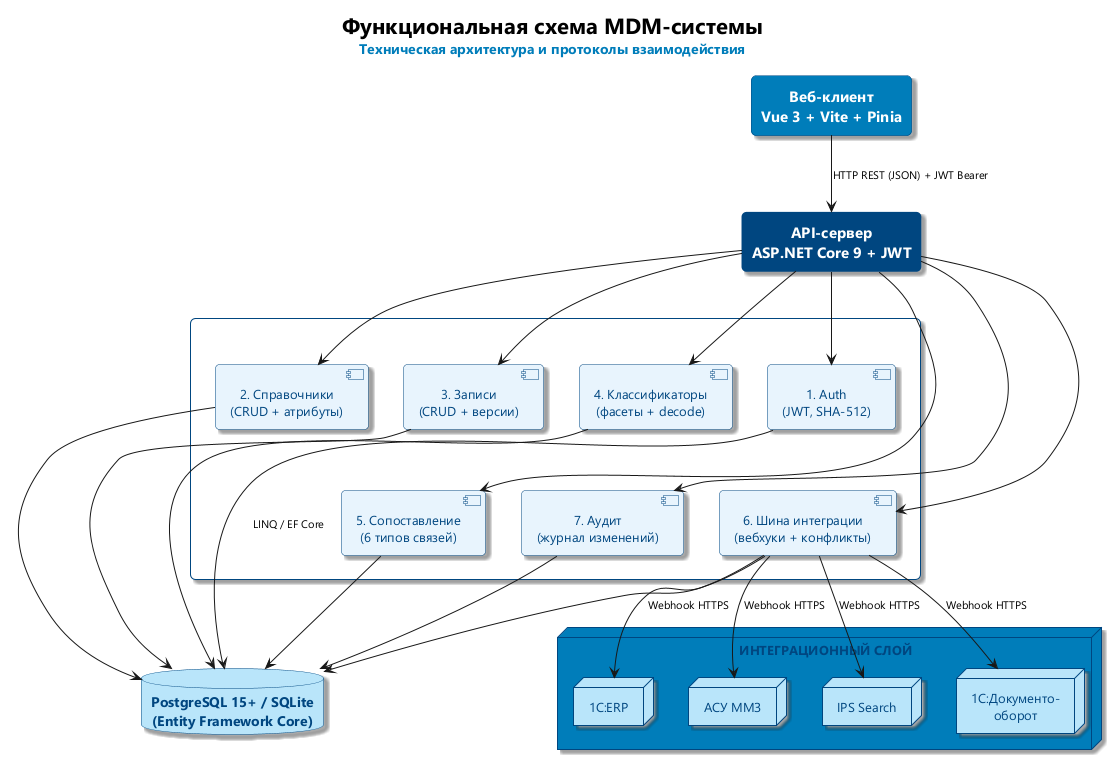 Функциональная схема MDM-системы
Техническая архитектура и протоколы взаимодействия
Веб-клиент
Vue 3 + Vite + Pinia
HTTP REST (JSON) + JWT Bearer
API-сервер
ASP.NET Core 9 + JWT
2. Справочники
(CRUD + атрибуты)
3. Записи
(CRUD + версии)
4. Классификаторы
(фасеты + decode)
1. Auth
(JWT, SHA-512)
LINQ / EF Core
5. Сопоставление
(6 типов связей)
7. Аудит
(журнал изменений)
6. Шина интеграции
(вебхуки + конфликты)
Webhook HTTPS
Webhook HTTPS
Webhook HTTPS
Webhook HTTPS
ИНТЕГРАЦИОННЫЙ СЛОЙ
PostgreSQL 15+ / SQLite
(Entity Framework Core)
1С:ERP
АСУ ММЗ
IPS Search
1С:Документо-
оборот